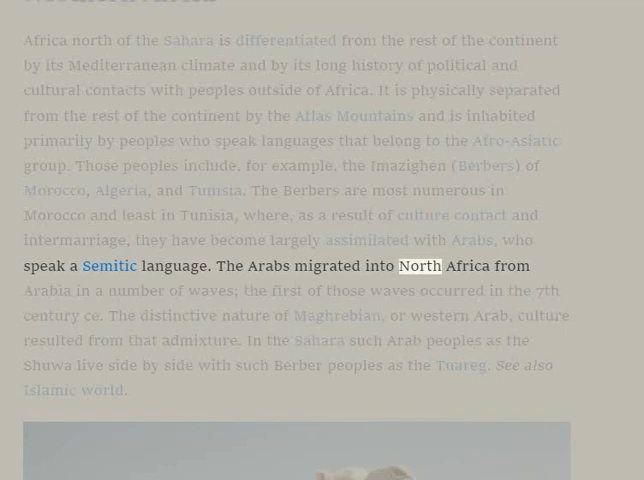 Africa north of the Sahara is differentiated from the rest of the continent
by its Mediterranean climate and by its long history of political and
cultural contacts with peoples outside of Africa. It is physically separated
from the rest of the continent by the Atlas Mountains and is inhabited
primarily by peoples who speak languages that belong to the Afro-Asiatic
group. Those peoples include, for example, the Imazighen (Berbers) of
Morocco, Algeria, and Tunisia. The Berbers are most numerous in
Morocco and least in Tunisia, where, as a result of culture contact and
intermarriage, they have become largely assimilated with Arabs, who
speak a Semitic language. The Arabs migrated into North Africa from
Arabia in a number of waves; the first of those waves occurred in the 7th
century ce. The distinctive nature of Maghrebian, or western Arab, culture
resulted from that admixture. In the Sahara such Arab peoples as the
Shuwa live side by side with such Berber peoples as the Tuareg. See also
Islamic world.